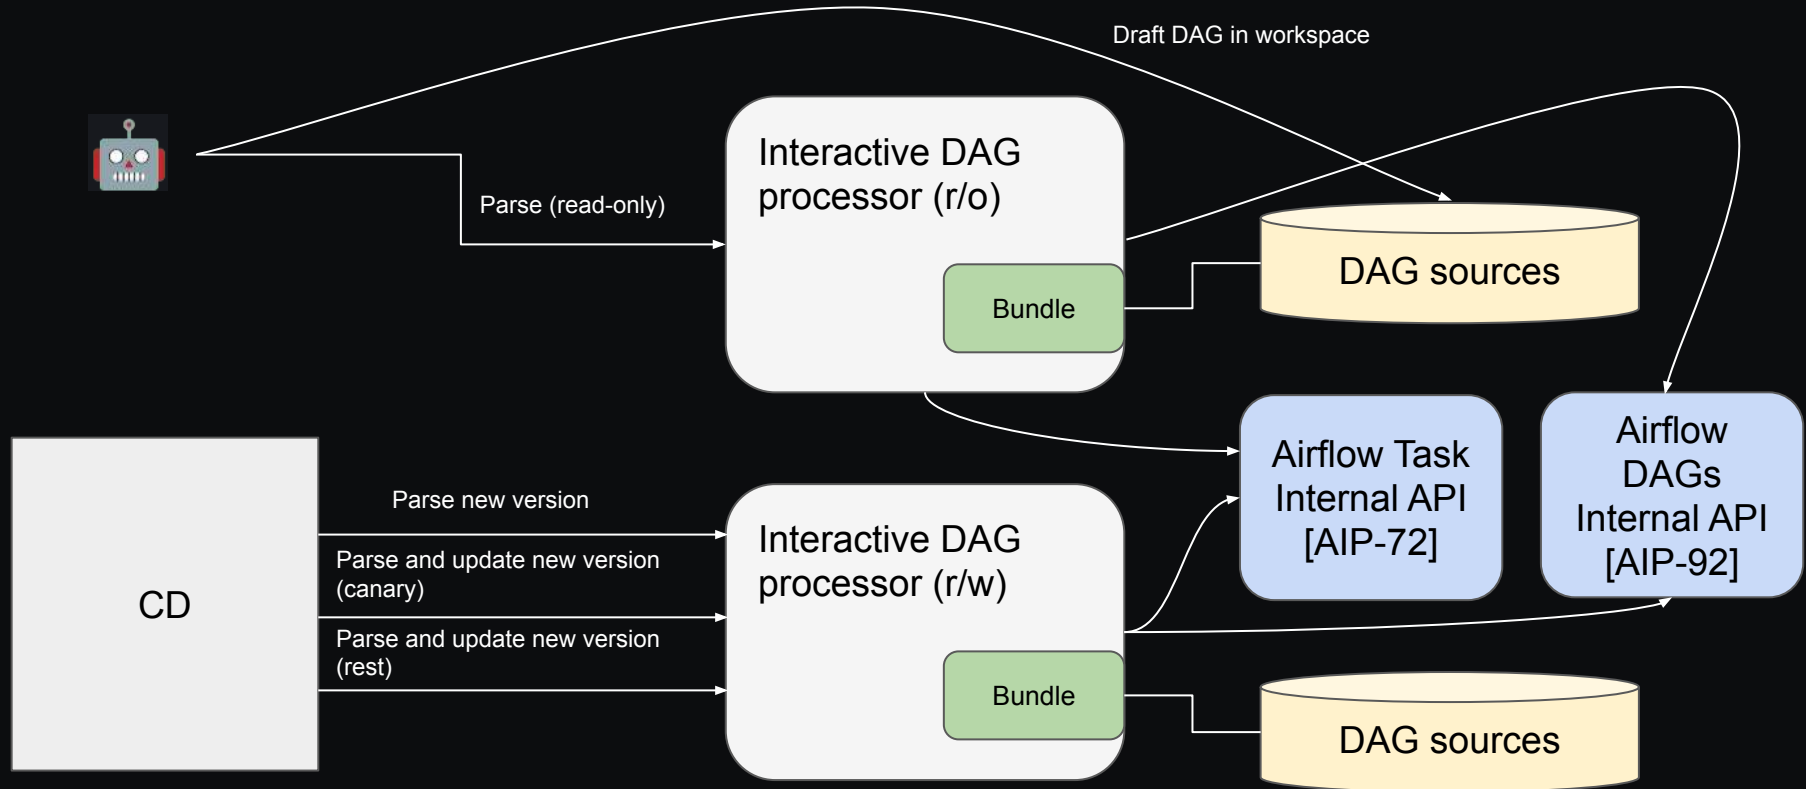 Draft DAG in workspace
Interactive DAG
processor (r/o)
Parse (read-only)
Bundle
DAG sources
Airflow Task
Internal API
[AIP-72]
Airflow
DAGs
Internal API
[AIP-92]
CD
Parse new version
Parse and update new version
(canary)
Parse and update new version
(rest)
Interactive DAG
processor (r/w)
Bundle
DAG sources